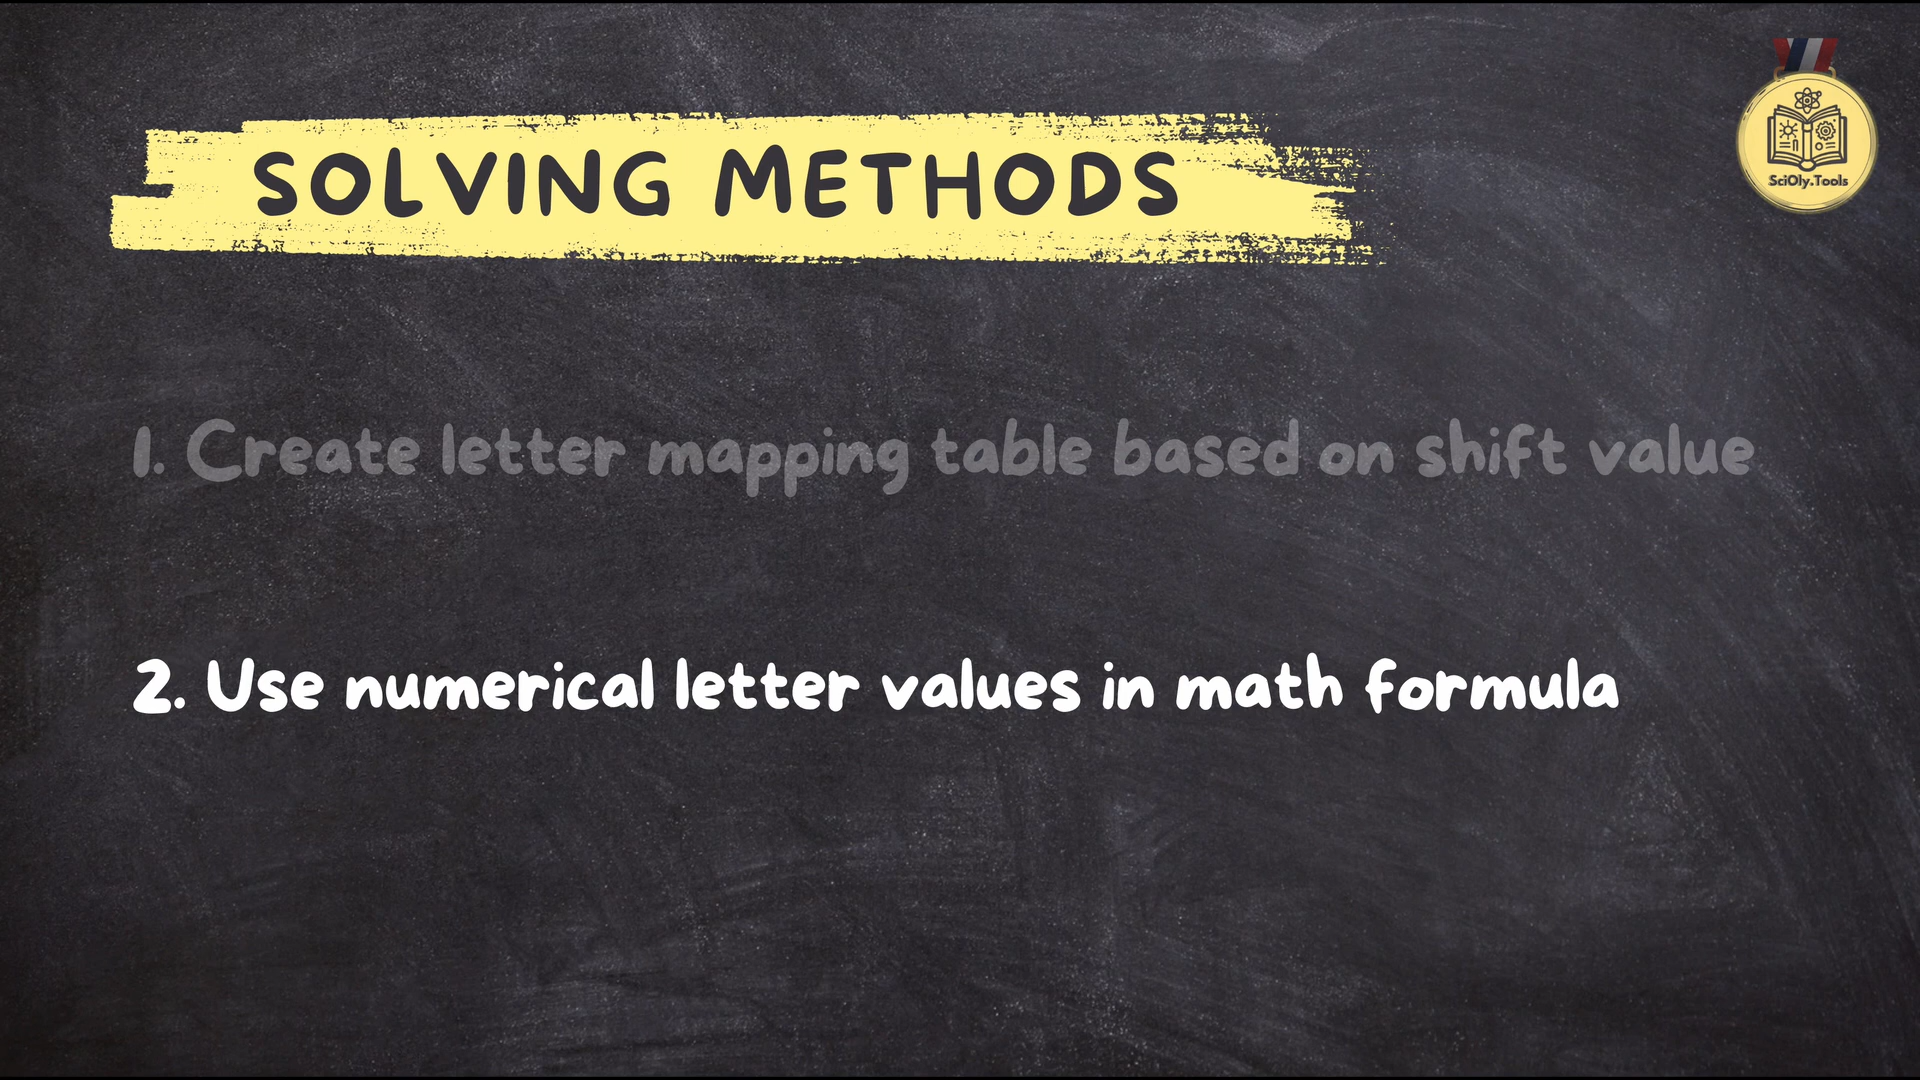 SciOly.Tools
SOLVING METHODS
1. Create letter mapping table based on shift value
2. Use numerical letter values in math formula